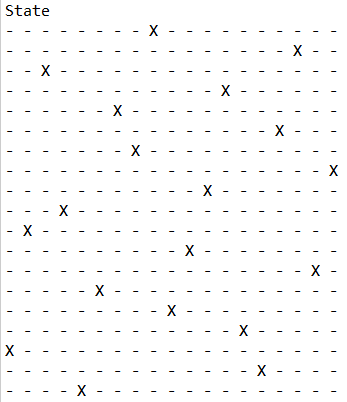 State
- - - - - - - - X - - - - - - - - - -
- - - - - - - - - - - - - - - - X - -
- - X - - - - - - - - - - - - - - - -
- - - - - - - - - - - - X - - - - - -
- - - - - - X - - - - - - - - - - - -
- - - - - - - - - - - - - - - X - - -
- - - - - - - X - - - - - - - - - - -
- - - - - - - - - - - - - - - - - - X
- - - - - - - - - - - X - - - - - - -
- - - X - - - - - - - - - - - - - - -
- X - - - - - - - - - - - - - - - - -
- - - - - - - - - - X - - - - - - - -
- - - - - - - - - - - - - - - - - X -
- - - - - X - - - - - - - - - - - - -
- - - - - - - - - X - - - - - - - - -
- - - - - - - - - - - - - X - - - - -
X - - - - - - - - - - - - - - - - - -
- - - - - - - - - - - - - - X - - - -
- - - - X - - - - - - - - - - - - - -